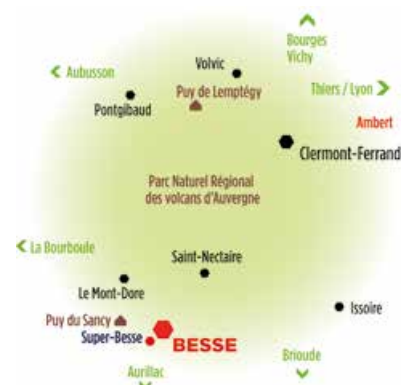 Bourges
Vichy
Volvic
Aubusson
Puy de Lemptégy
Thiers / Lyon
Pontgibaud
Ambert
Clermont-Ferrand
Parc Naturel Régional
des volcans d'Auvergne
La Bourboule
Saint-Nectaire
Le Mont-Dore
Issoire
Puy du Sancy
Super-Besse
BESSE
Brioude
Aurillac